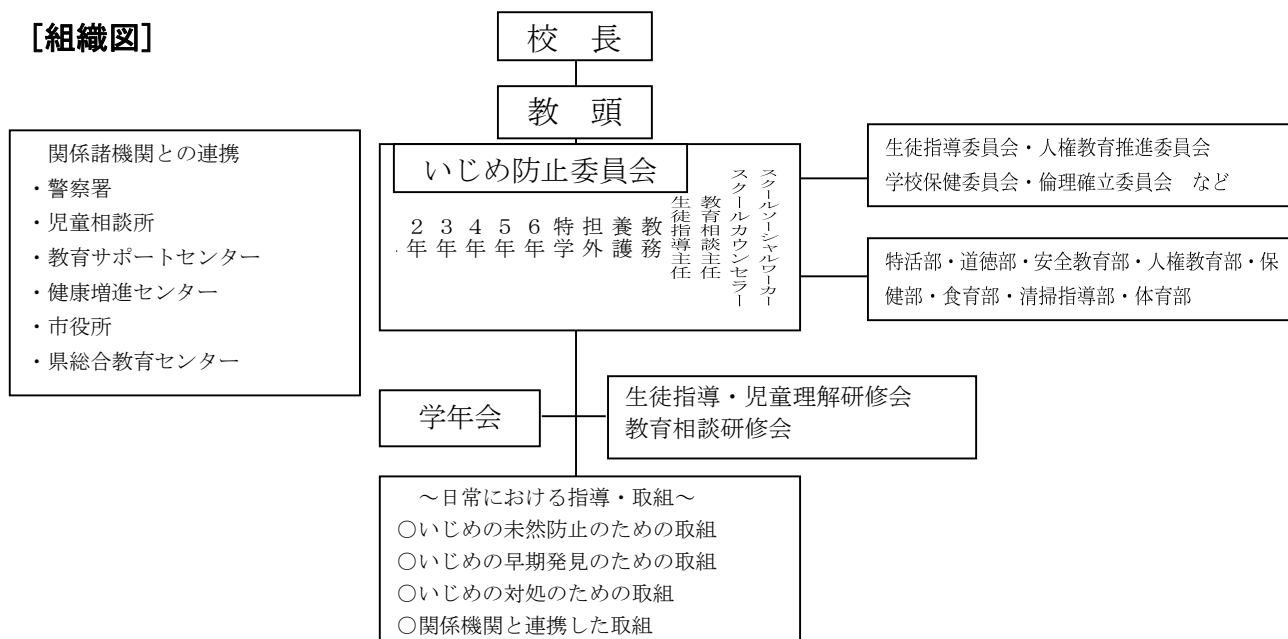 [組織図]
校　長
教　頭
関係諸機関との連携
・警察署
・児童相談所
・教育サポートセンター
・健康増進センター
・市役所
・県総合教育センター
いじめ防止委員会
２年
３年
４年
５年
６年
特学
担外
養護
教務
生徒指導主任
教育相談主任
スクールカウンセラー
スクールソーシャルワーカー
生徒指導委員会・人権教育推進委員会
学校保健委員会・倫理確立委員会　など
特活部・道徳部・安全教育部・人権教育部・保
健部・食育部・清掃指導部・体育部
学年会
生徒指導・児童理解研修会
教育相談研修会
～日常における指導・取組～
○いじめの未然防止のための取組
○いじめの早期発見のための取組
○いじめの対処のための取組
○関係機関と連携した取組